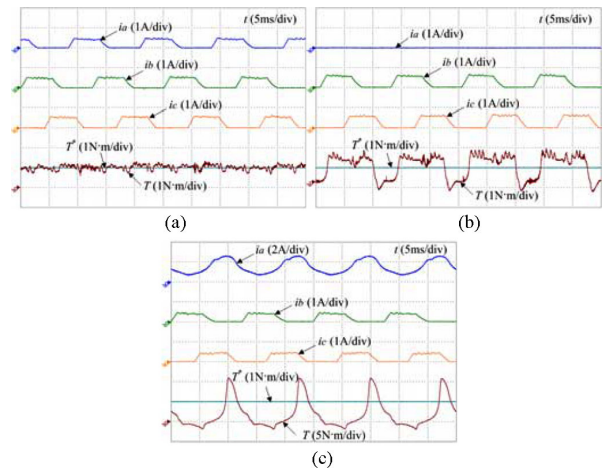 t (5ms/div)
ia (1A/div)
ib (1A/div)
ic (1A/div)
T* (1N·m/div)
T (1N·m/div)
(a)
t (5ms/div)
ia (1A/div)
ib (1A/div)
ic (1A/div)
T* (1N·m/div)
T (1N·m/div)
(b)
ia (2A/div)
t (5ms/div)
ib (1A/div)
ic (1A/div)
T* (1N·m/div)
T (5N·m/div)
(c)